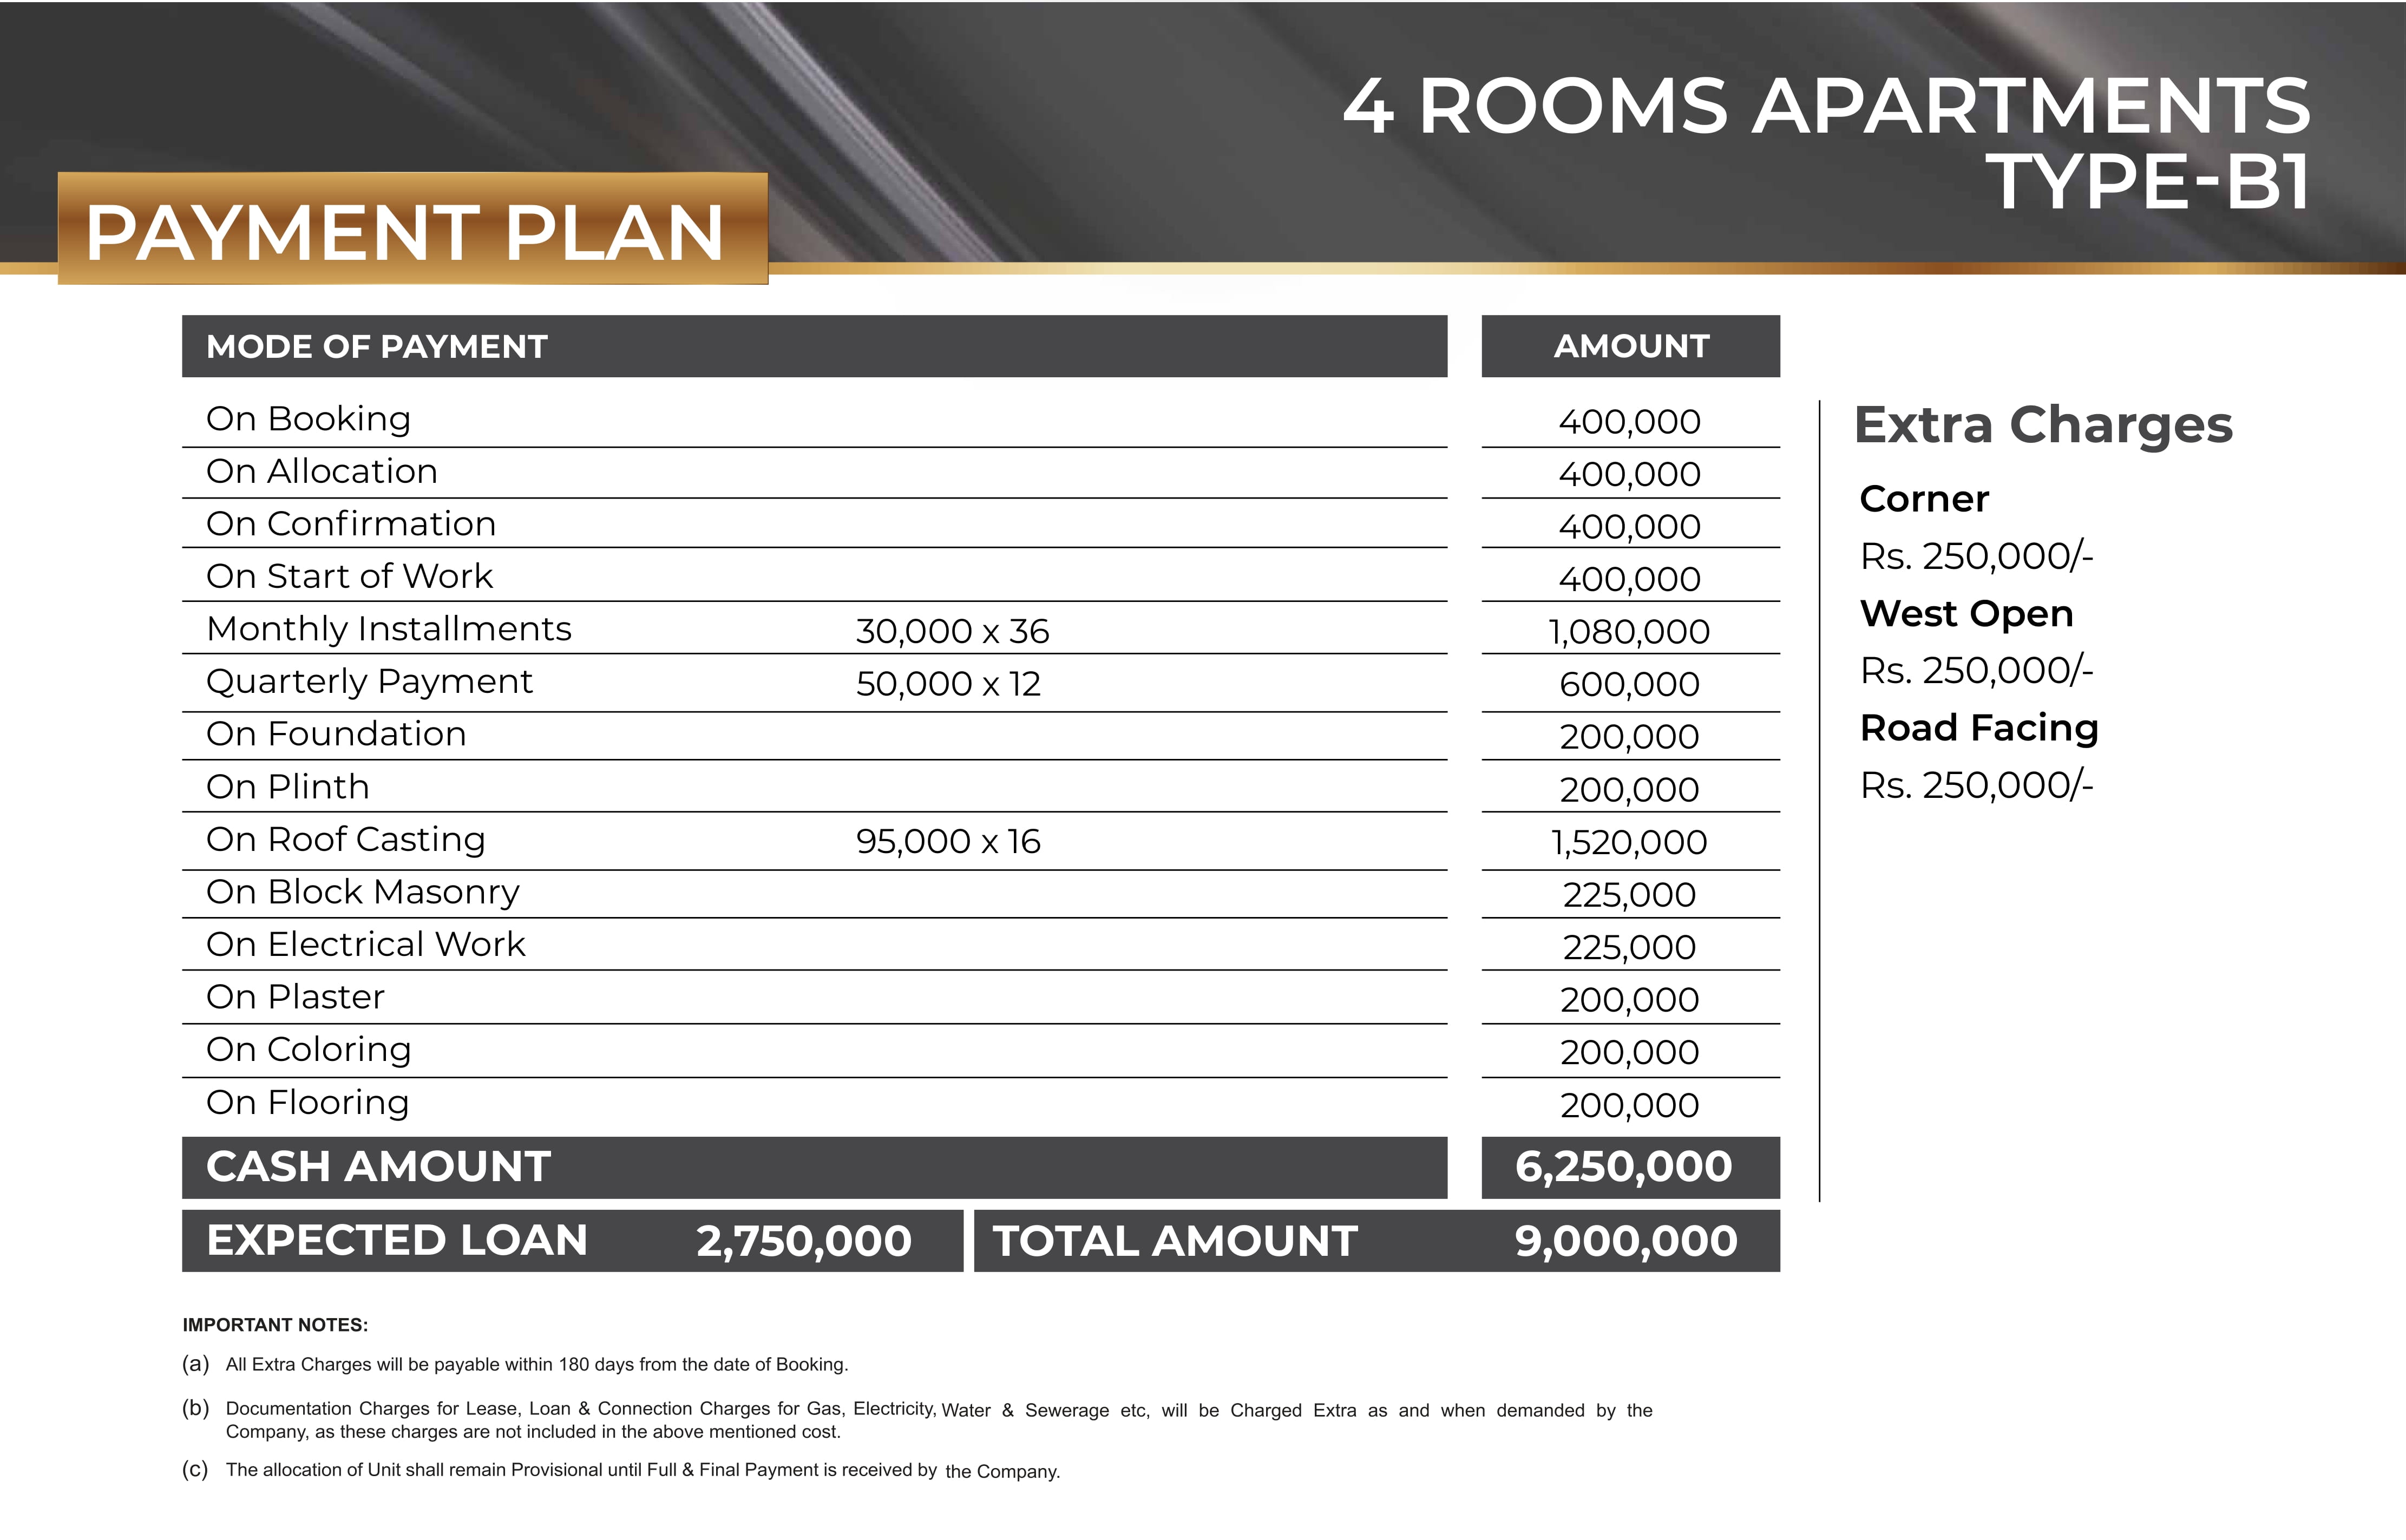 4 ROOMS APARTMENTS
TYPE-B1
PAYMENT PLAN
MODE OF PAYMENT AMOUNT
On Booking 400,000
On Allocation 400,000
On Confirmation 400,000
On Start of Work 400,000
Monthly Installments 30,000 x 36 1,080,000
Quarterly Payment 50,000 x 12 600,000
On Foundation 200,000
On Plinth 200,000
On Roof Casting 95,000 x 16 1,520,000
On Block Masonry 225,000
On Electrical Work 225,000
On Plaster 200,000
On Coloring 200,000
On Flooring 200,000
CASH AMOUNT 6,250,000
EXPECTED LOAN 2,750,000 TOTAL AMOUNT 9,000,000
Extra Charges
Corner
Rs. 250,000/-
West Open
Rs. 250,000/-
Road Facing
Rs. 250,000/-
IMPORTANT NOTES:
(a) All Extra Charges will be payable within 180 days from the date of Booking.
(b) Documentation Charges for Lease, Loan & Connection Charges for Gas, Electricity, Water & Sewerage etc, will be Charged Extra as and when demanded by the
Company, as these charges are not included in the above mentioned cost.
(c) The allocation of Unit shall remain Provisional until Full & Final Payment is received by the Company.